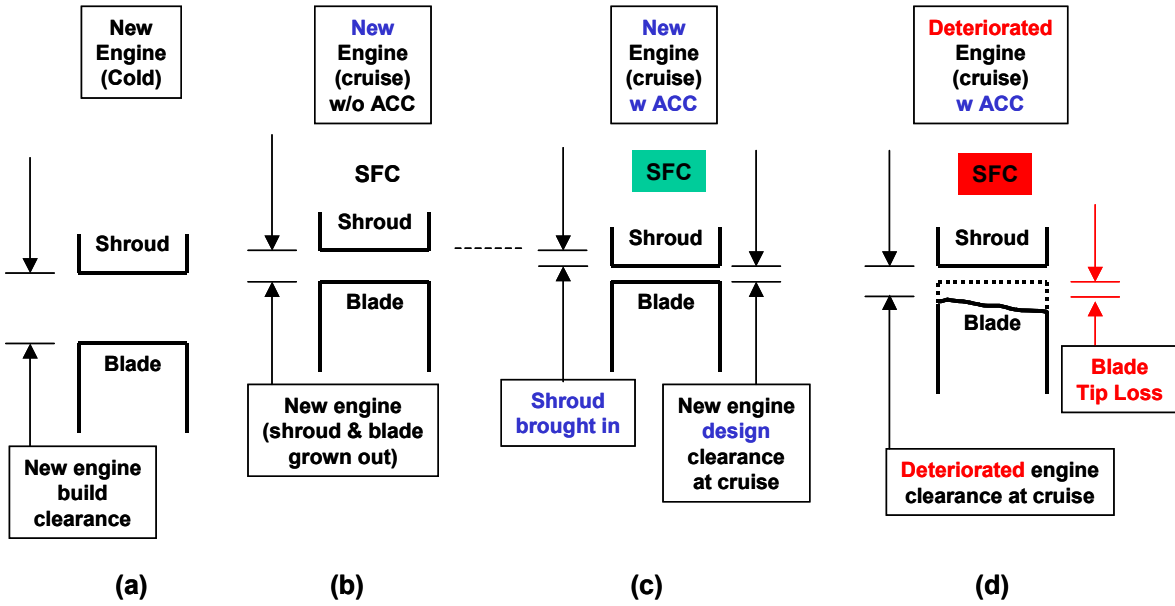 New
Engine
(Cold)
Shroud
Blade
New engine
build
clearance
(a)
New
Engine
(cruise)
w/o ACC
SFC
Shroud
Blade
New engine
(shroud & blade
grown out)
(b)
New
Engine
(cruise)
w ACC
SFC
Shroud
Blade
Shroud
brought in
New engine
design
clearance
at cruise
(c)
Deteriorated
Engine
(cruise)
w ACC
SFC
Shroud
Blade
Blade
Tip Loss
Deteriorated engine
clearance at cruise
(d)